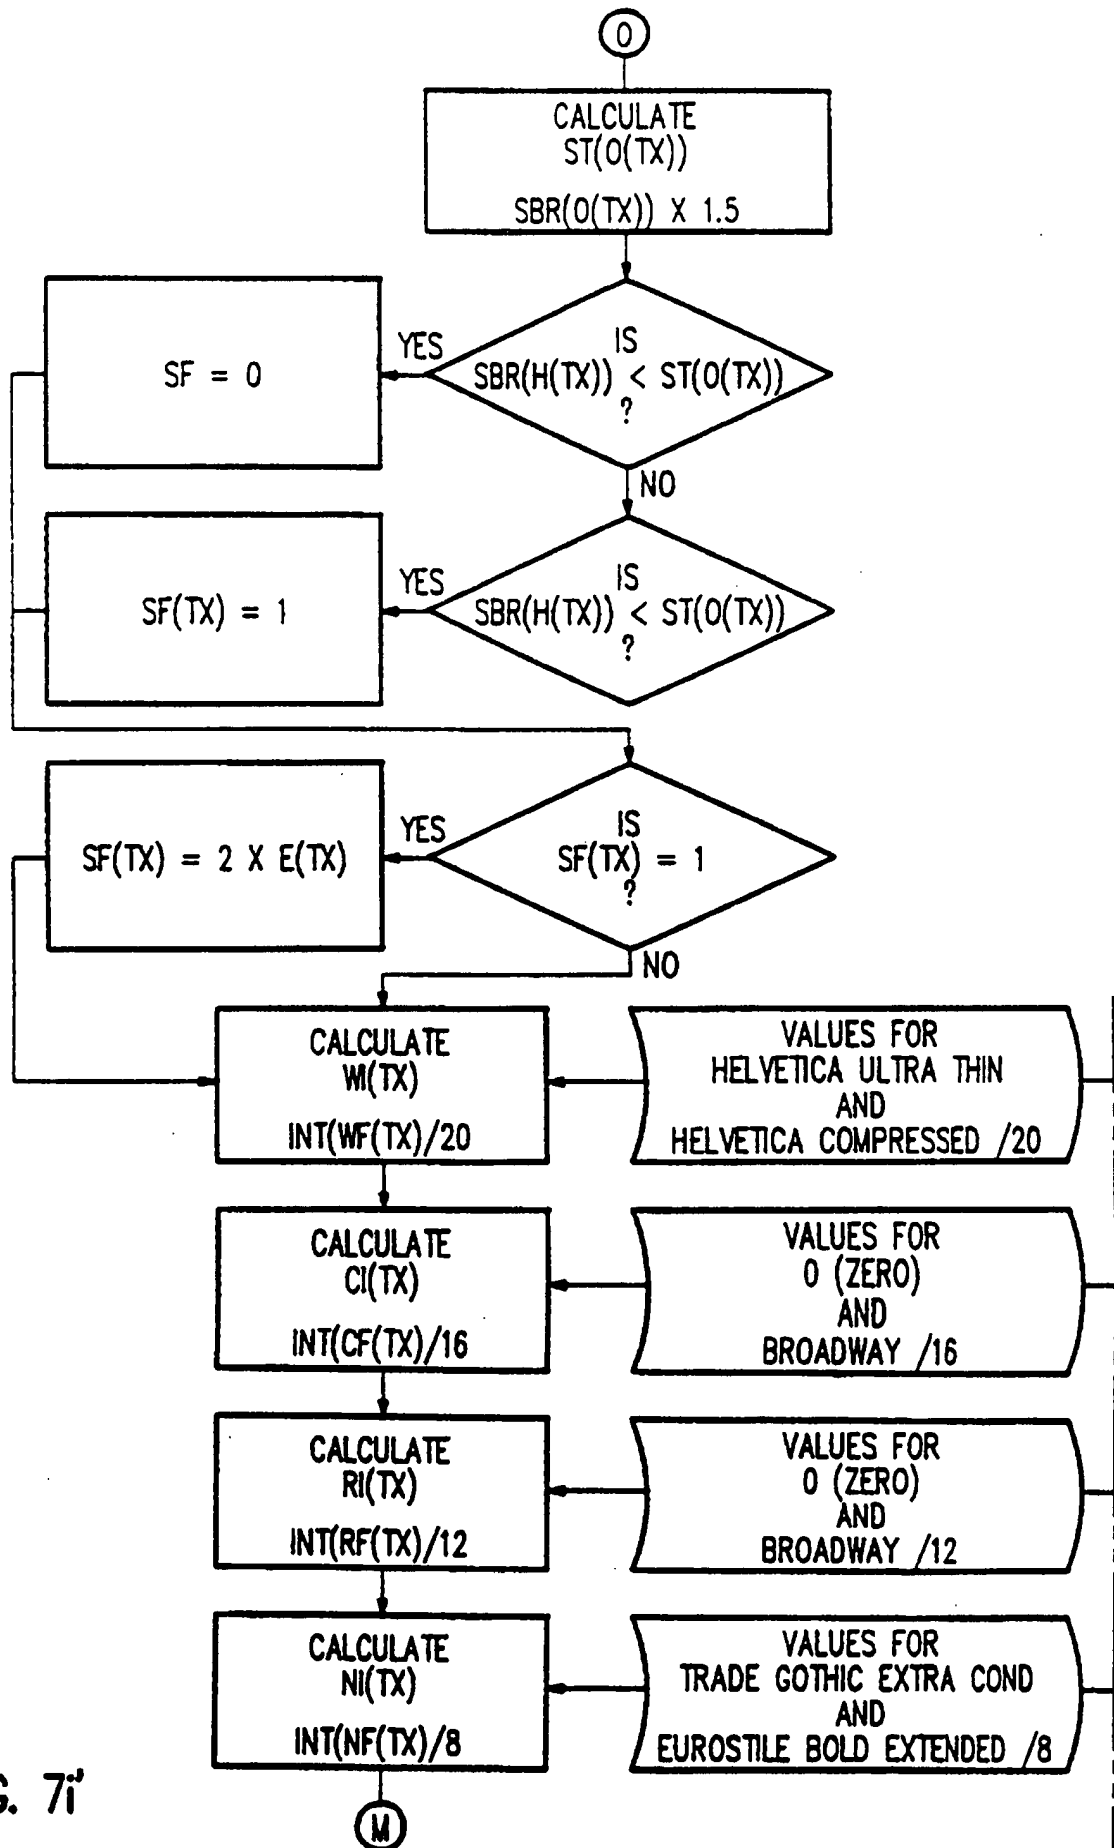 O
CALCULATE
ST(O(TX))
SBR(O(TX)) X 1.5
IS
SBR(H(TX)) < ST(O(TX))
?
YES
SF = 0
NO
IS
SBR(H(TX)) < ST(O(TX))
?
YES
SF(TX) = 1
IS
SF(TX) = 1
?
YES
SF(TX) = 2 X E(TX)
NO
CALCULATE
WI(TX)
INT(WF(TX)/20
VALUES FOR
HELVETICA ULTRA THIN
AND
HELVETICA COMPRESSED /20
CALCULATE
CI(TX)
INT(CF(TX)/16
VALUES FOR
0 (ZERO)
AND
BROADWAY /16
CALCULATE
RI(TX)
INT(RF(TX)/12
VALUES FOR
0 (ZERO)
AND
BROADWAY /12
CALCULATE
NI(TX)
INT(NF(TX)/8
VALUES FOR
TRADE GOTHIC EXTRA COND
AND
EUROSTILE BOLD EXTENDED /8
G. 7i'
M